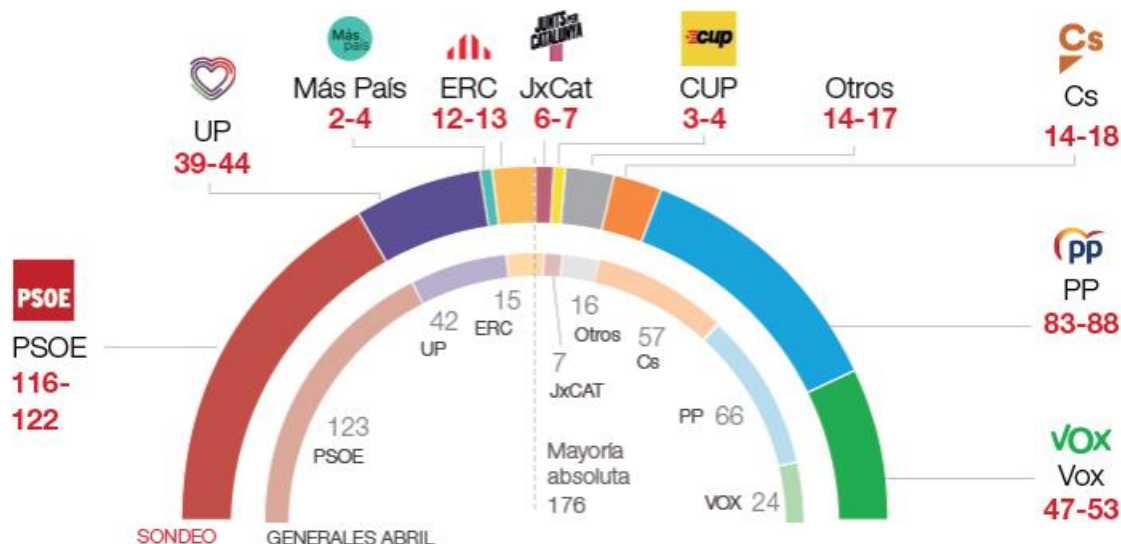 Más
país
JUNTS PER
CATALUNYA
cup
Cs
Más País
2-4
ERC
12-13
JxCat
6-7
CUP
3-4
Otros
14-17
Cs
14-18
UP
39-44
PSOE
PSOE
116-
122
pp
PP
83-88
VOX
Vox
47-53
123
PSOE
42
UP
15
ERC
7
JxCAT
16
Otros
57
Cs
PP 66
VOX 24
Mayoría
absoluta
176
SONDEO
GENERALES ABRIL